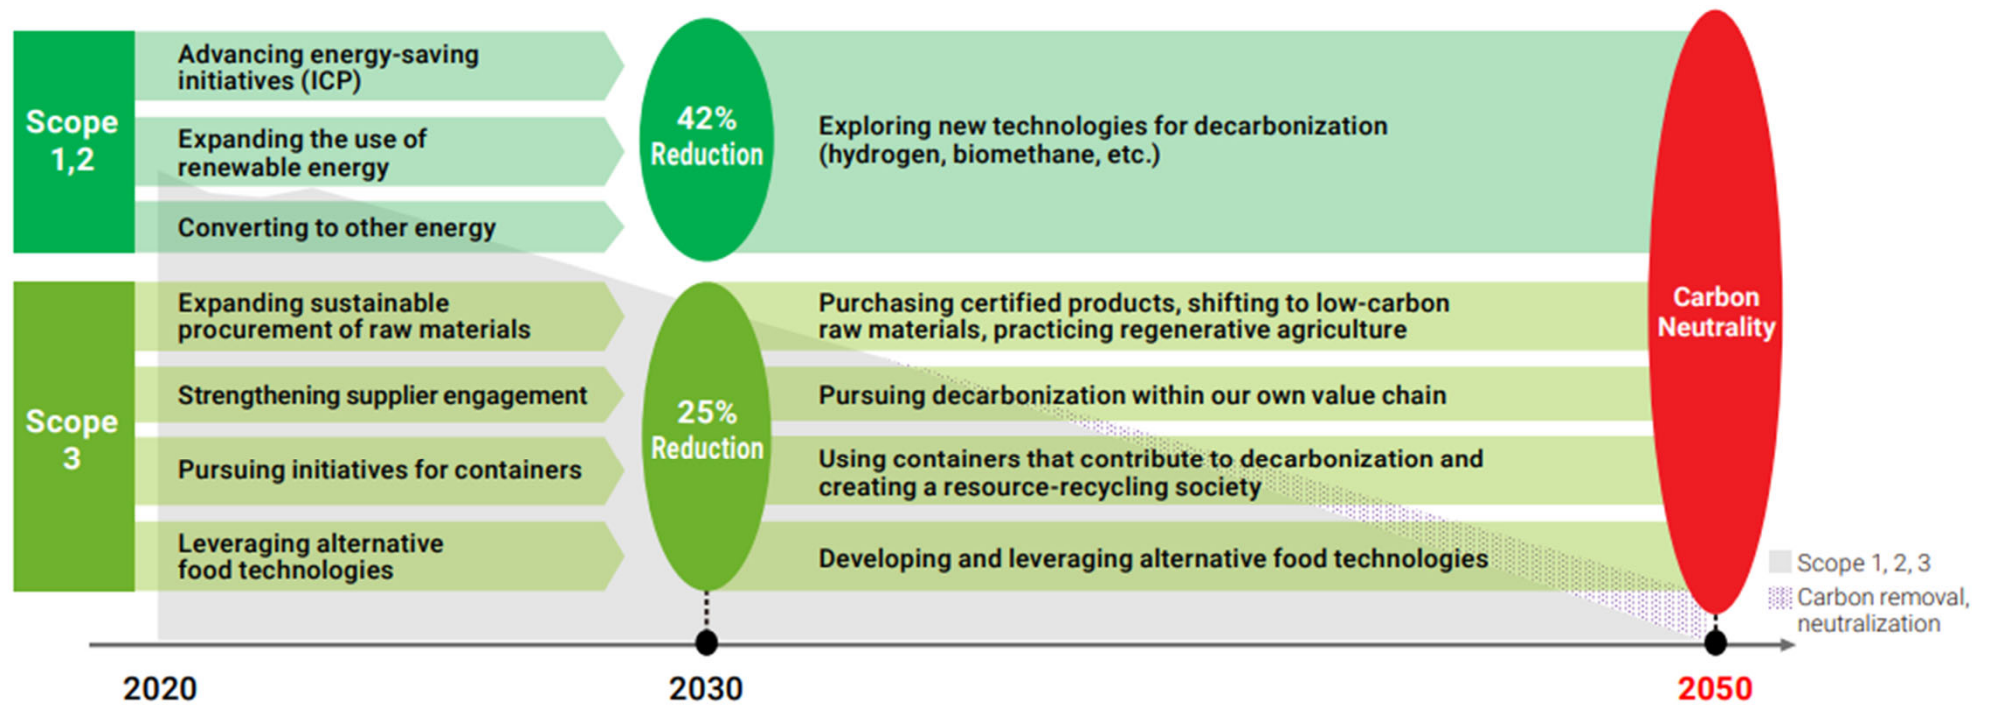 Scope
1,2
Advancing energy-saving
initiatives (ICP)
Expanding the use of
renewable energy
Converting to other energy
42%
Reduction
Exploring new technologies for decarbonization
(hydrogen, biomethane, etc.)
Scope
3
Expanding sustainable
procurement of raw materials
Strengthening supplier engagement
Pursuing initiatives for containers
Leveraging alternative
food technologies
25%
Reduction
Purchasing certified products, shifting to low-carbon
raw materials, practicing regenerative agriculture
Pursuing decarbonization within our own value chain
Using containers that contribute to decarbonization and
creating a resource-recycling society
Developing and leveraging alternative food technologies
Carbon
Neutrality
Scope 1, 2, 3
Carbon removal,
neutralization
2020
2030
2050